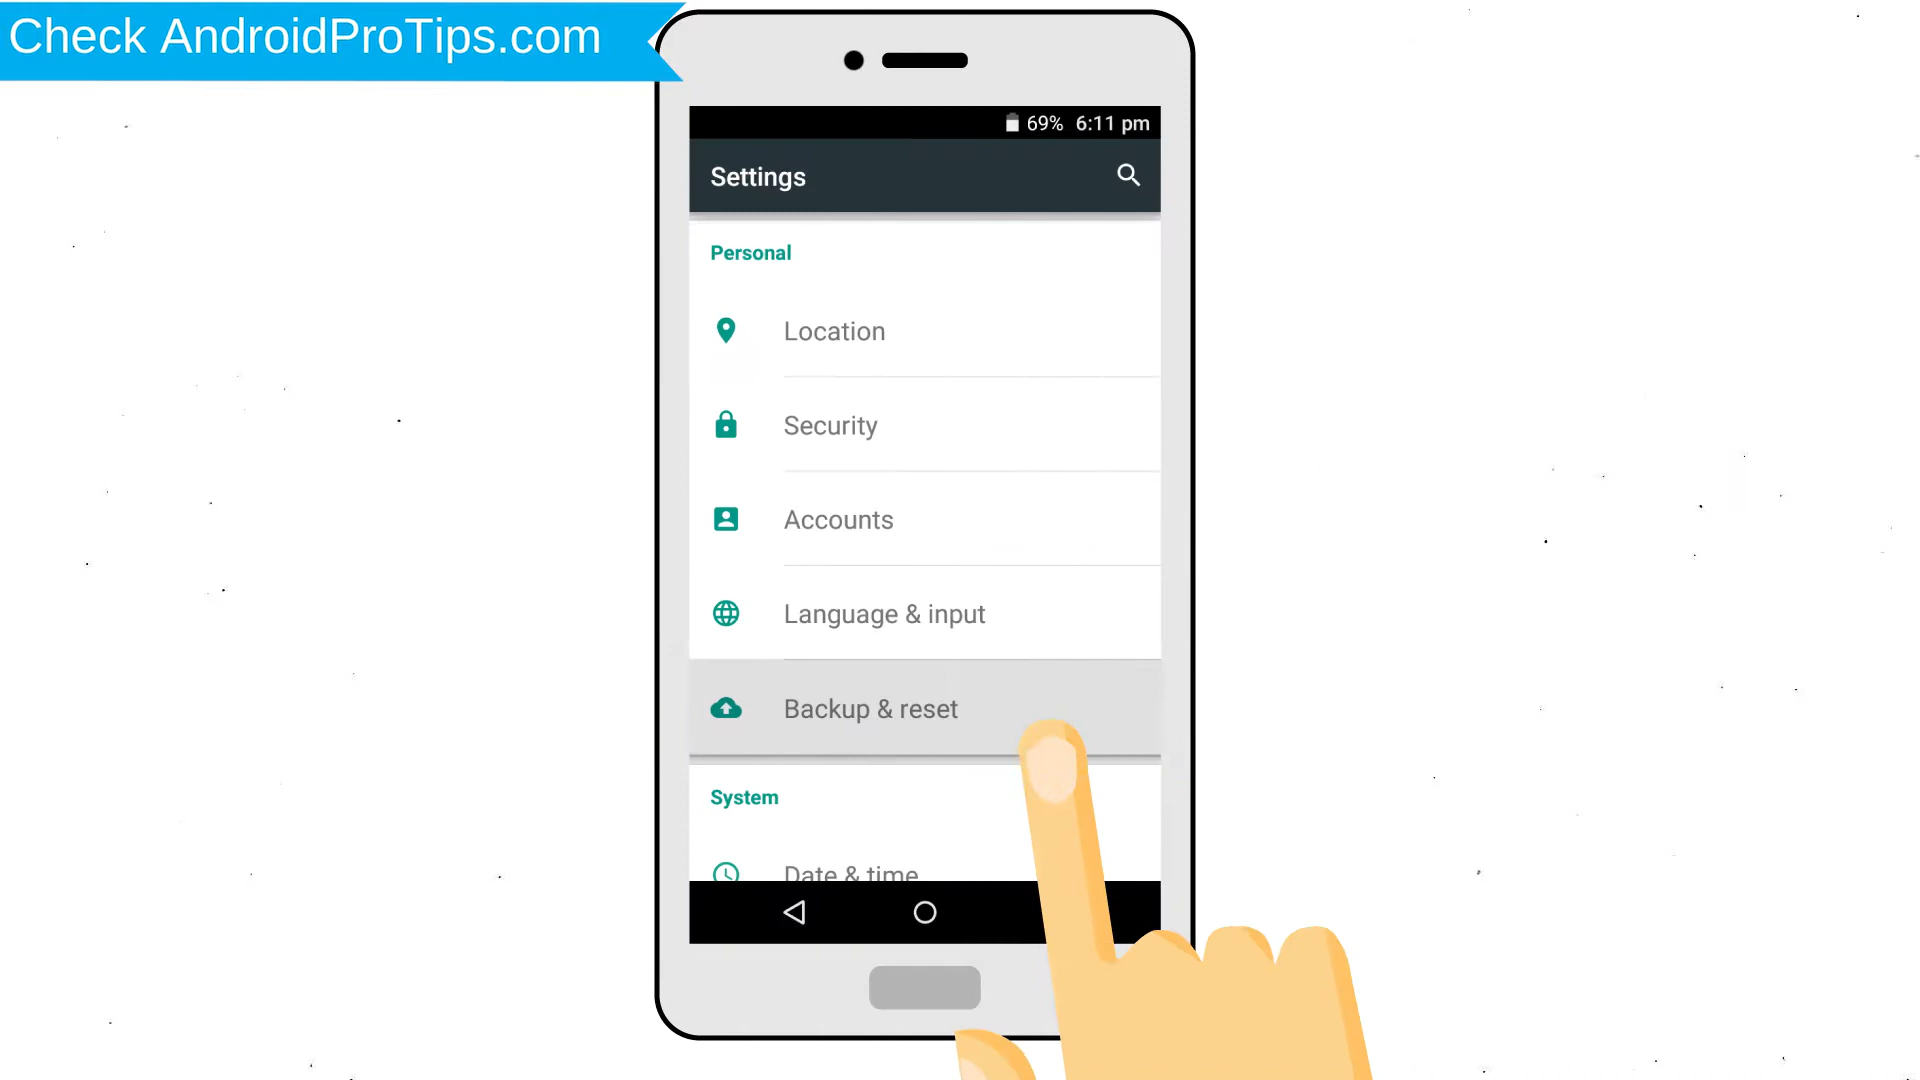 Check AndroidProTips.com
69% 6:11 pm
Settings
Personal
Location
Security
Accounts
Language & input
Backup & reset
System
Date & time